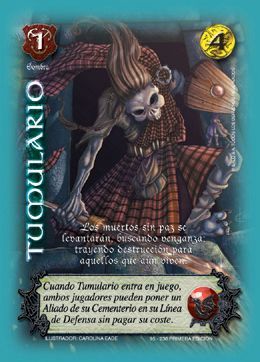 1
4
Sombra
TUMULARIO
Los muertos sin paz se
levantarán, buscando venganza;
trayendo destrucción para
aquellos que aún viven.
Cuando Tumulario entra en juego,
ambos jugadores pueden poner un
Aliado de su Cementerio en su Línea
de Defensa sin pagar su coste.
ILUSTRADOR: CAROLINA EADE
95 - 236 PRIMERA EDICIÓN